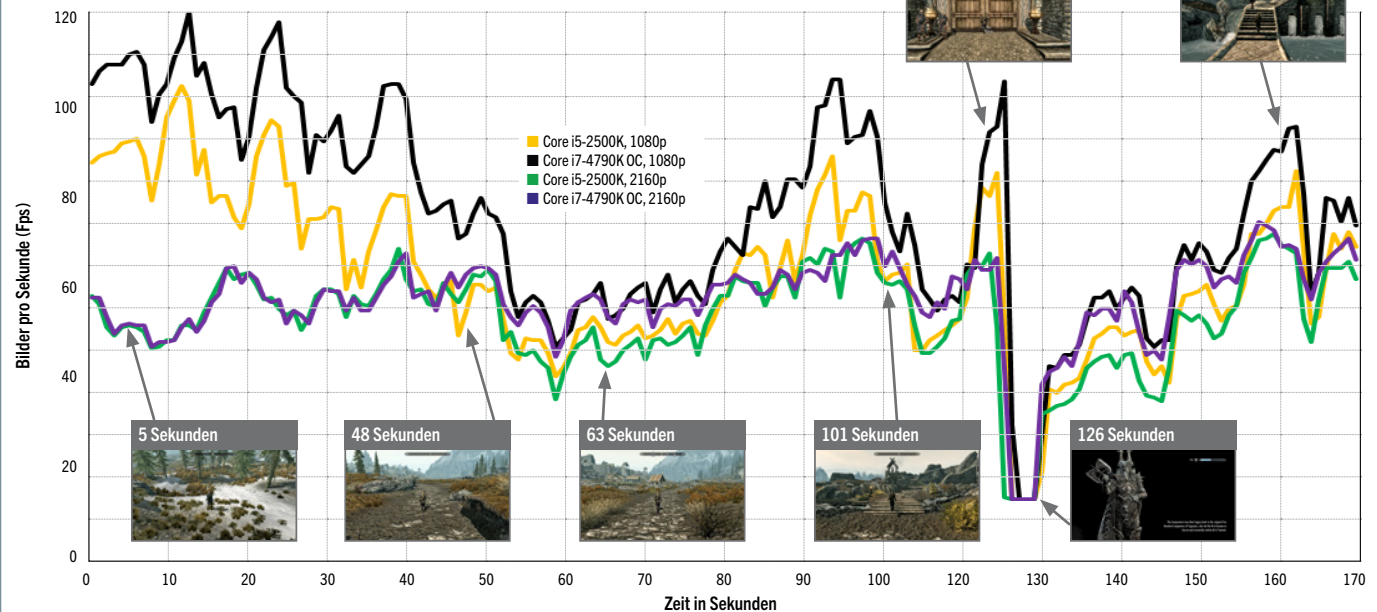 120
100
80
60
40
20
0
Bilder pro Sekunde (Fps)
Core i5-2500K, 1080p
Core i7-4790K OC, 1080p
Core i5-2500K, 2160p
Core i7-4790K OC, 2160p
5 Sekunden
48 Sekunden
63 Sekunden
101 Sekunden
126 Sekunden
0 10 20 30 40 50 60 70 80 90 100 110 120 130 140 150 160 170
Zeit in Sekunden